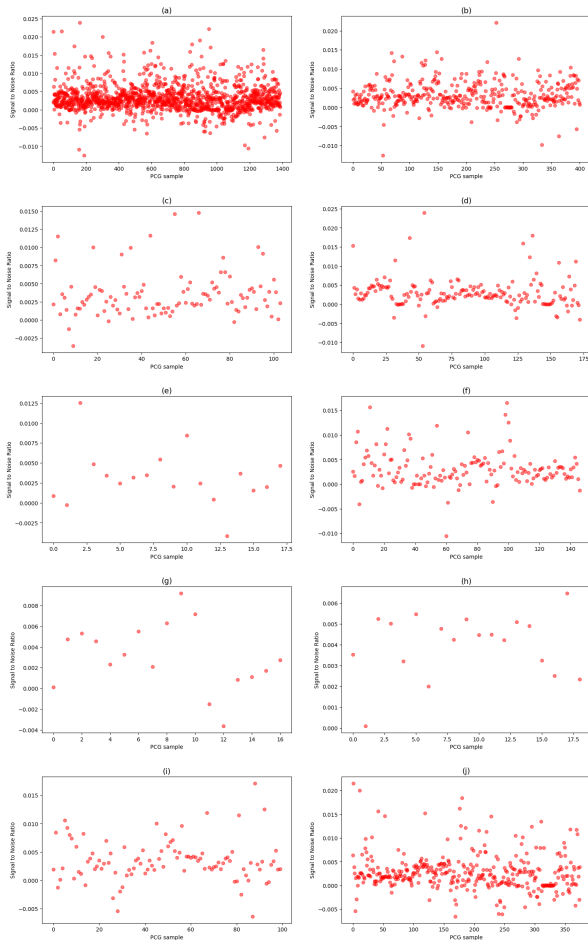 (a)
Signal to Noise Ratio
0.025
0.020
0.015
0.010
0.005
0.000
−0.005
−0.010
0 200 400 600 800 1000 1200 1400
PCG sample
(b)
Signal to Noise Ratio
0.020
0.015
0.010
0.005
0.000
−0.005
−0.010
0 50 100 150 200 250 300 350 400
PCG sample
(c)
Signal to Noise Ratio
0.0150
0.0125
0.0100
0.0075
0.0050
0.0025
0.0000
−0.0025
0 20 40 60 80 100
PCG sample
(d)
Signal to Noise Ratio
0.025
0.020
0.015
0.010
0.005
0.000
−0.005
−0.010
0 25 50 75 100 125 150 175
PCG sample
(e)
Signal to Noise Ratio
0.0125
0.0100
0.0075
0.0050
0.0025
0.0000
−0.0025
0.0 2.5 5.0 7.5 10.0 12.5 15.0 17.5
PCG sample
(f)
Signal to Noise Ratio
0.015
0.010
0.005
0.000
−0.005
−0.010
0 20 40 60 80 100 120 140
PCG sample
(g)
Signal to Noise Ratio
0.008
0.006
0.004
0.002
0.000
−0.002
−0.004
0 2 4 6 8 10 12 14 16
PCG sample
(h)
Signal to Noise Ratio
0.006
0.005
0.004
0.003
0.002
0.001
0.000
0.0 2.5 5.0 7.5 10.0 12.5 15.0 17.5
PCG sample
(i)
Signal to Noise Ratio
0.015
0.010
0.005
0.000
−0.005
0 20 40 60 80 100
PCG sample
(j)
Signal to Noise Ratio
0.020
0.015
0.010
0.005
0.000
−0.005
0 50 100 150 200 250 300 350
PCG sample